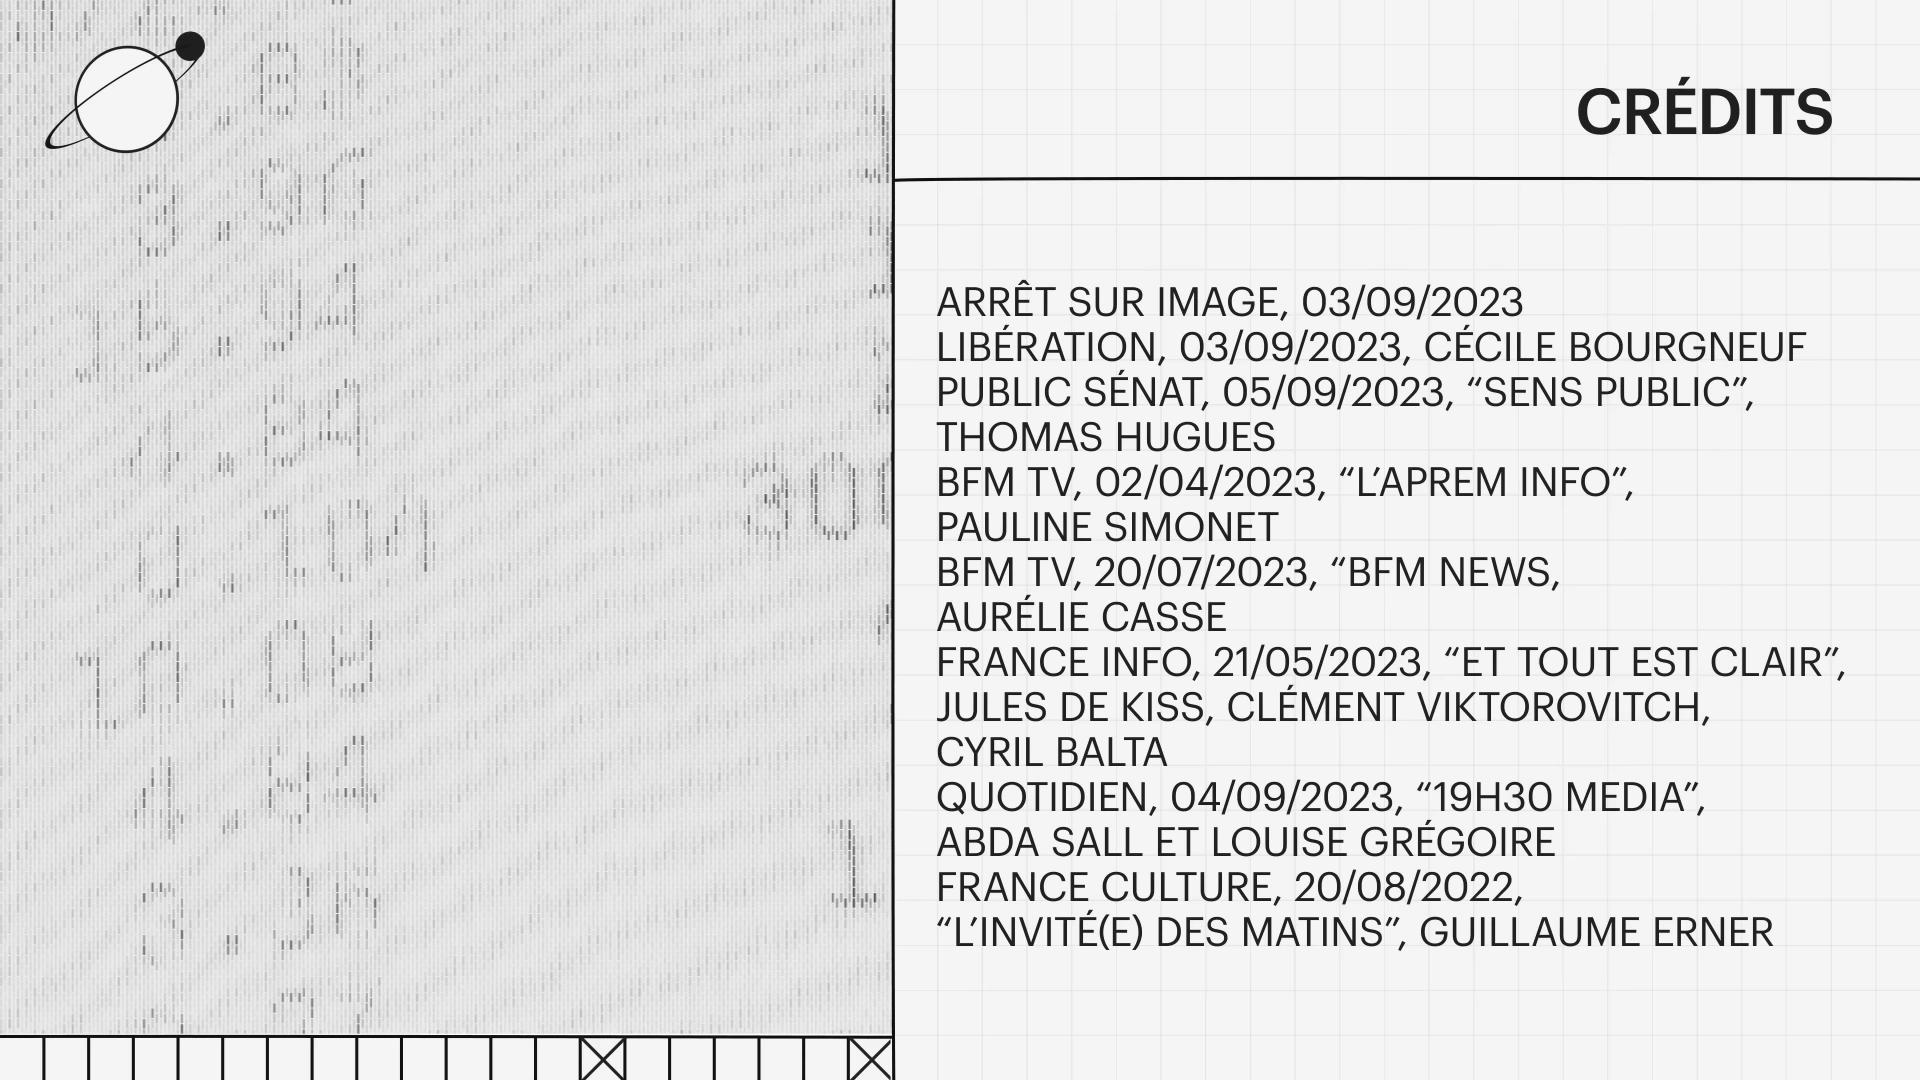 CRÉDITS
ARRÊT SUR IMAGE, 03/09/2023
LIBÉRATION, 03/09/2023, CÉCILE BOURGNEUF
PUBLIC SÉNAT, 05/09/2023, “SENS PUBLIC”,
THOMAS HUGUES
BFM TV, 02/04/2023, “L’APREM INFO”,
PAULINE SIMONET
BFM TV, 20/07/2023, “BFM NEWS,
AURÉLIE CASSE
FRANCE INFO, 21/05/2023, “ET TOUT EST CLAIR”,
JULES DE KISS, CLÉMENT VIKTOROVITCH,
CYRIL BALTA
QUOTIDIEN, 04/09/2023, “19H30 MEDIA”,
ABDA SALL ET LOUISE GRÉGOIRE
FRANCE CULTURE, 20/08/2022,
“L’INVITÉ(E) DES MATINS”, GUILLAUME ERNER